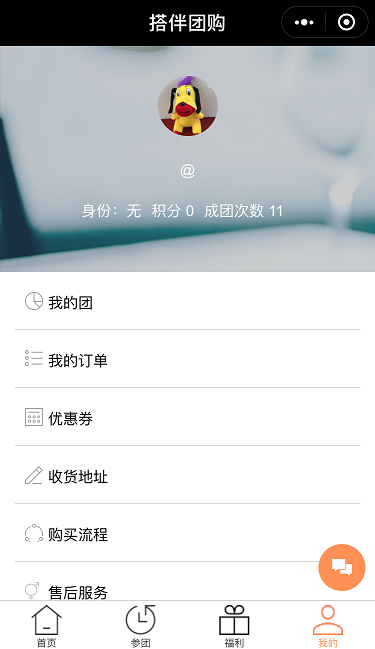 搭伴团购
@
身份：无 积分 0 成团次数 11
我的团
我的订单
优惠券
收货地址
购买流程
售后服务
首页 参团 福利 我的